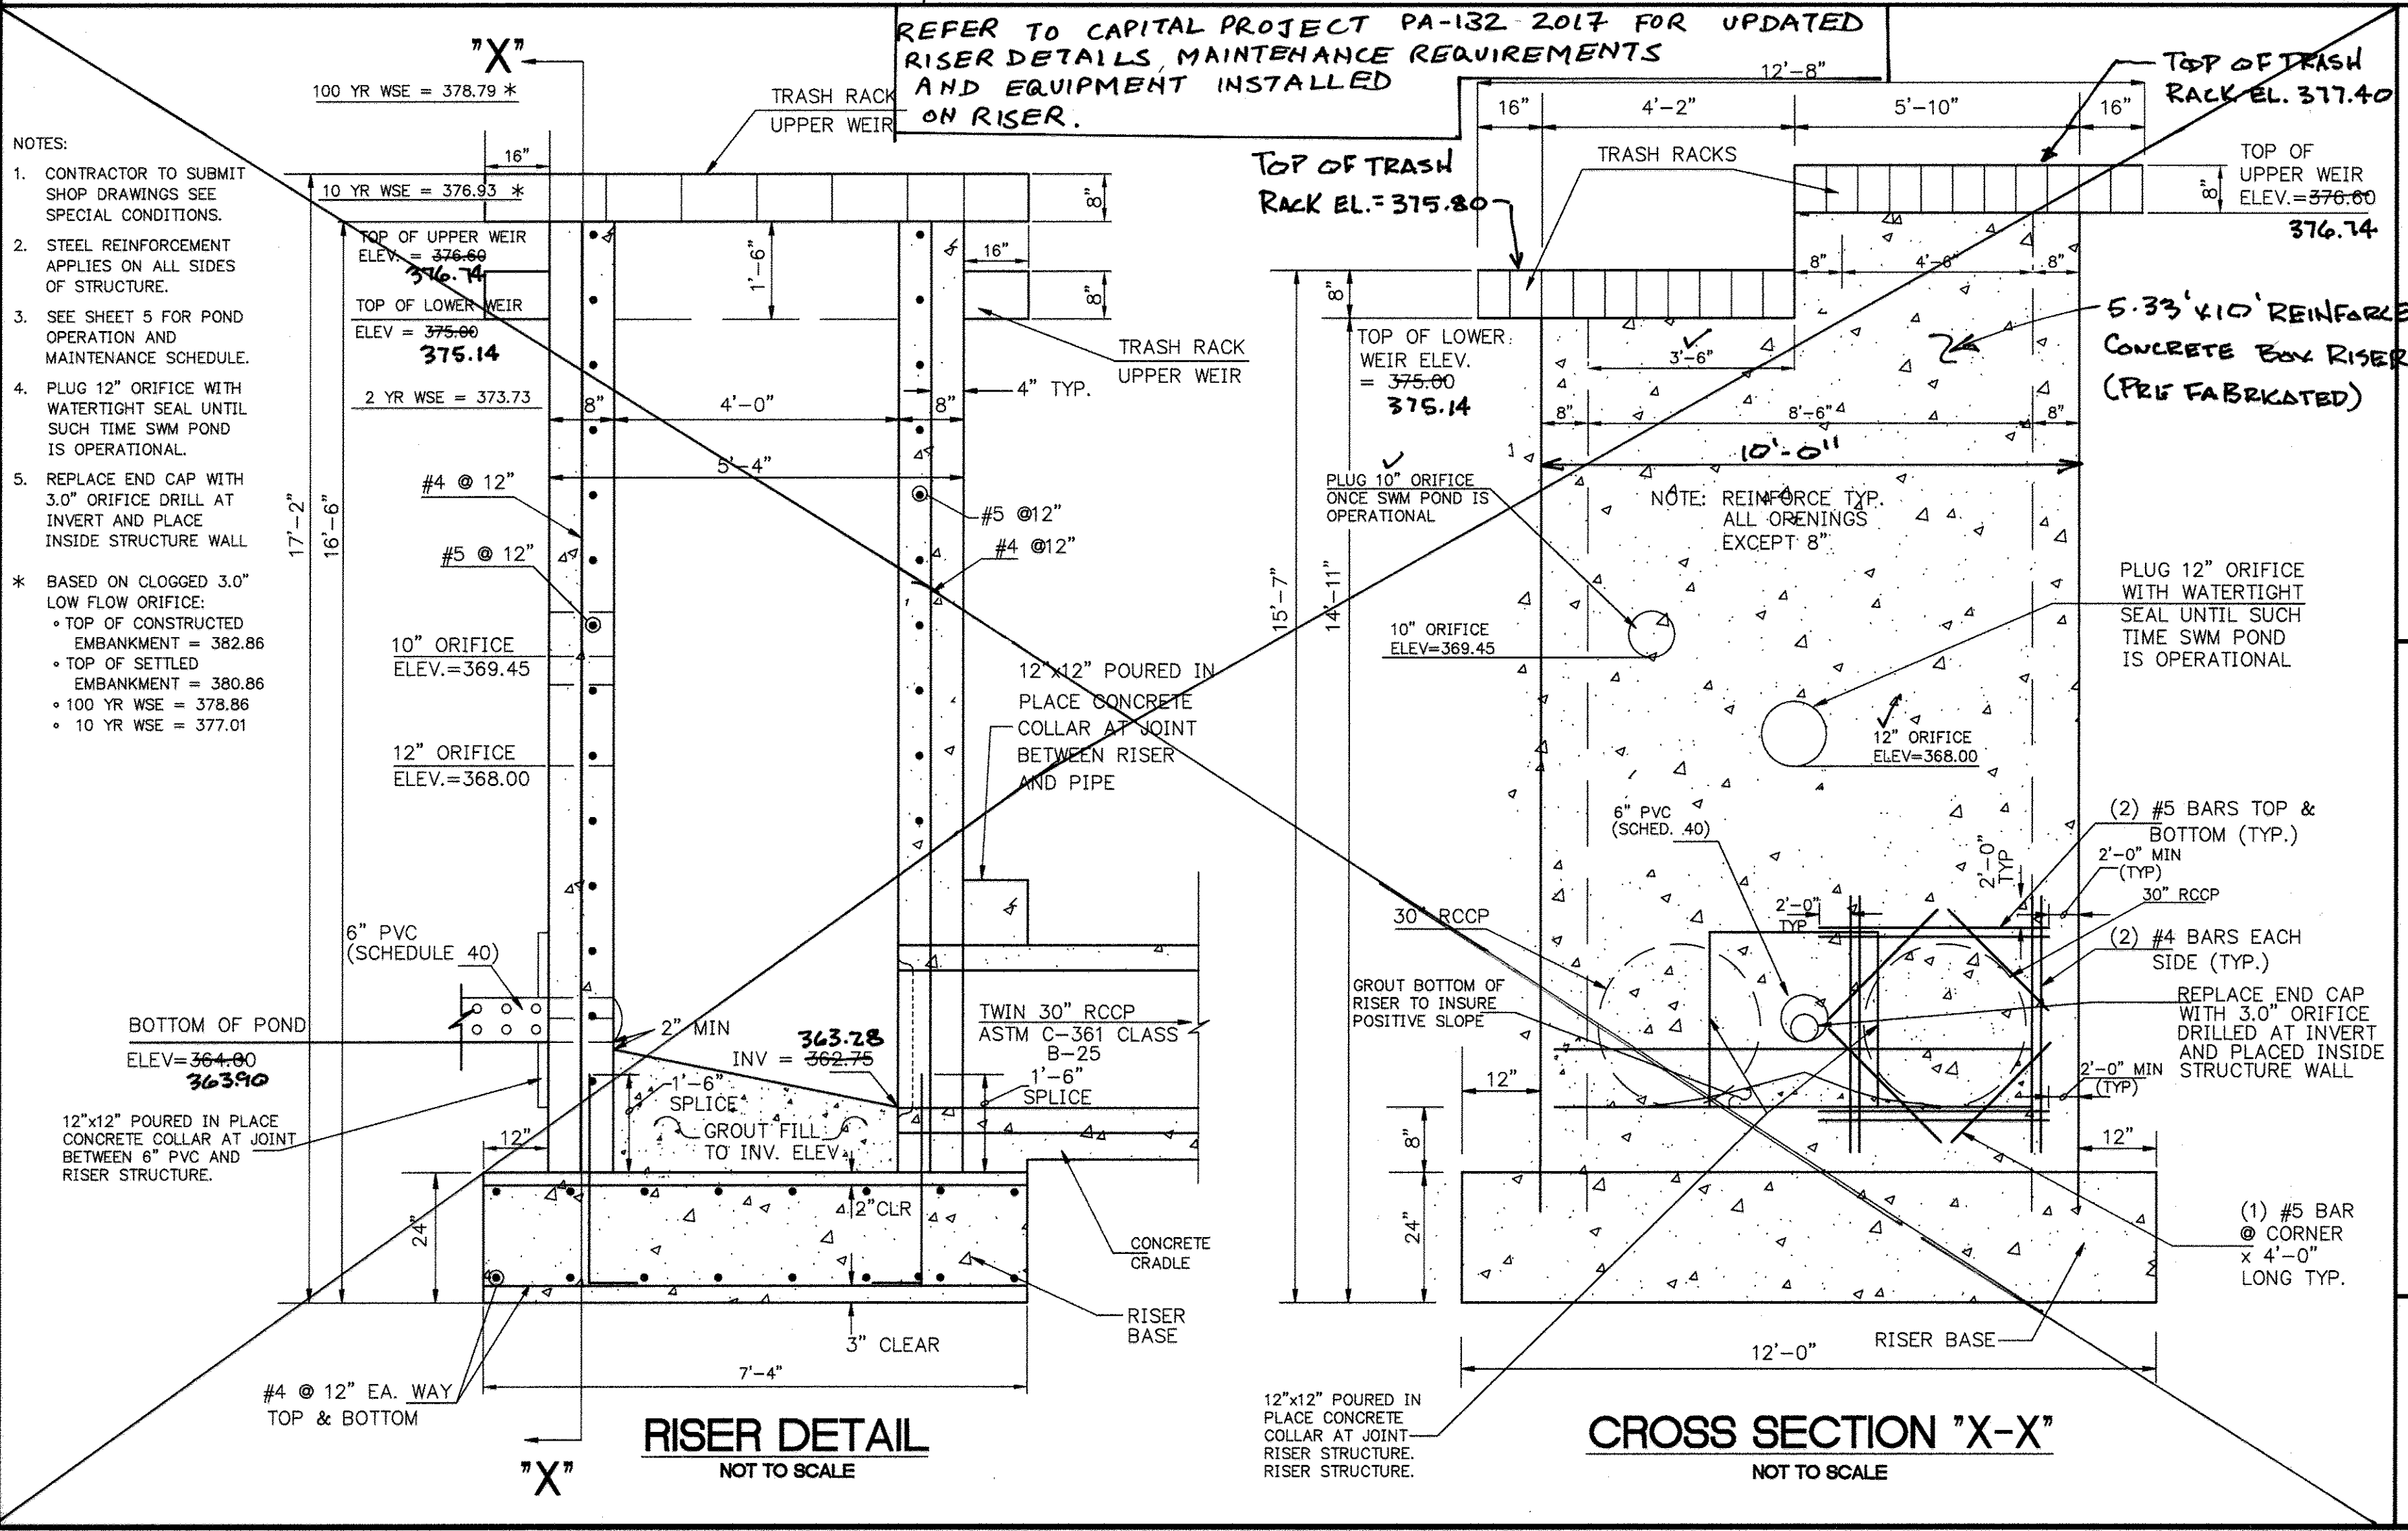 REFER TO CAPITAL PROJECT PA-132 2017 FOR UPDATED
RISER DETAILS, MAINTENANCE REQUIREMENTS
AND EQUIPMENT INSTALLED
ON RISER.
"X"
100 YR WSE = 378.79 *
TRASH RACK
UPPER WEIR
16"
10 YR WSE = 376.93 *
8"
TOP OF UPPER WEIR
ELEV. = 376.60
376.74
1'-6"
16"
8"
TOP OF LOWER WEIR
ELEV = 375.00
375.14
TRASH RACK
UPPER WEIR
2 YR WSE = 373.73
8"
4'-0"
8"
4" TYP.
5'-4"
NOTES:
1. CONTRACTOR TO SUBMIT
SHOP DRAWINGS SEE
SPECIAL CONDITIONS.
2. STEEL REINFORCEMENT
APPLIES ON ALL SIDES
OF STRUCTURE.
3. SEE SHEET 5 FOR POND
OPERATION AND
MAINTENANCE SCHEDULE.
4. PLUG 12" ORIFICE WITH
WATERTIGHT SEAL UNTIL
SUCH TIME SWM POND
IS OPERATIONAL.
5. REPLACE END CAP WITH
3.0" ORIFICE DRILL AT
INVERT AND PLACE
INSIDE STRUCTURE WALL
* BASED ON CLOGGED 3.0"
LOW FLOW ORIFICE:
∘ TOP OF CONSTRUCTED
EMBANKMENT = 382.86
∘ TOP OF SETTLED
EMBANKMENT = 380.86
∘ 100 YR WSE = 378.86
∘ 10 YR WSE = 377.01
17'-2"
16'-6"
#4 @ 12"
#5 @ 12"
#5 @12"
#4 @12"
10" ORIFICE
ELEV.=369.45
12" ORIFICE
ELEV.=368.00
12"x12" POURED IN
PLACE CONCRETE
COLLAR AT JOINT
BETWEEN RISER
AND PIPE
6" PVC
(SCHEDULE 40)
BOTTOM OF POND
ELEV=364.00
363.90
2" MIN
363.28
INV = 362.75
TWIN 30" RCCP
ASTM C-361 CLASS
B-25
1'-6"
SPLICE
1'-6"
SPLICE
GROUT FILL
TO INV. ELEV.
12"x12" POURED IN PLACE
CONCRETE COLLAR AT JOINT
BETWEEN 6" PVC AND
RISER STRUCTURE.
12"
24"
2"CLR
CONCRETE
CRADLE
RISER
BASE
3" CLEAR
7'-4"
#4 @ 12" EA. WAY
TOP & BOTTOM
"X"
RISER DETAIL
NOT TO SCALE
12'-8"
16"
4'-2"
5'-10"
16"
TOP OF TRASH
RACK EL. 377.40
TOP OF TRASH
RACK EL.=375.80
TRASH RACKS
8"
TOP OF
UPPER WEIR
ELEV.=376.60
376.74
8"
8"
4'-6"
8"
5.33'x10' REINFORCE
CONCRETE BOX RISER
(PRE FABRICATED)
TOP OF LOWER
WEIR ELEV.
= 375.00
375.14
3'-6"
8"
8'-6"
8"
10'-0"
PLUG 10" ORIFICE
ONCE SWM POND IS
OPERATIONAL
NOTE: REINFORCE TYP.
ALL OPENINGS
EXCEPT 8"
15'-7"
14'-11"
10" ORIFICE
ELEV=369.45
PLUG 12" ORIFICE
WITH WATERTIGHT
SEAL UNTIL SUCH
TIME SWM POND
IS OPERATIONAL
12" ORIFICE
ELEV=368.00
6" PVC
(SCHED. 40)
(2) #5 BARS TOP &
BOTTOM (TYP.)
2'-0"
TYP
2'-0" MIN
(TYP)
30" RCCP
2'-0"
TYP
30" RCCP
(2) #4 BARS EACH
SIDE (TYP.)
GROUT BOTTOM OF
RISER TO INSURE
POSITIVE SLOPE
REPLACE END CAP
WITH 3.0" ORIFICE
DRILLED AT INVERT
AND PLACED INSIDE
STRUCTURE WALL
2'-0" MIN
(TYP)
12"
8"
12"
24"
(1) #5 BAR
@ CORNER
x 4'-0"
LONG TYP.
RISER BASE
12'-0"
12"x12" POURED IN
PLACE CONCRETE
COLLAR AT JOINT
RISER STRUCTURE.
RISER STRUCTURE.
CROSS SECTION "X-X"
NOT TO SCALE